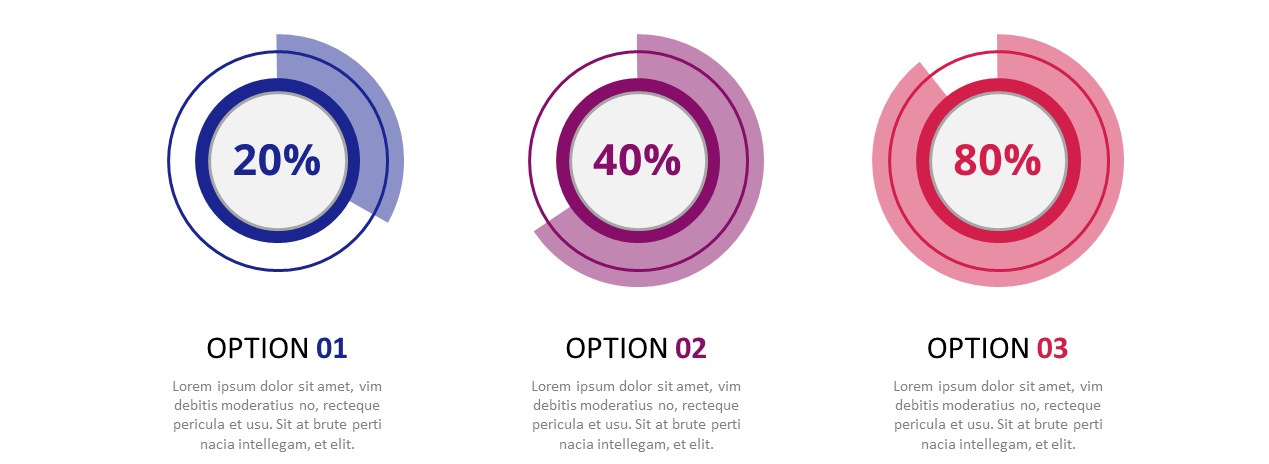 20%
40%
80%
OPTION 01
Lorem ipsum dolor sit amet, vim
debitis moderatius no, recteque
pericula et usu. Sit at brute perti
nacia intellegam, et elit.
OPTION 02
Lorem ipsum dolor sit amet, vim
debitis moderatius no, recteque
pericula et usu. Sit at brute perti
nacia intellegam, et elit.
OPTION 03
Lorem ipsum dolor sit amet, vim
debitis moderatius no, recteque
pericula et usu. Sit at brute perti
nacia intellegam, et elit.